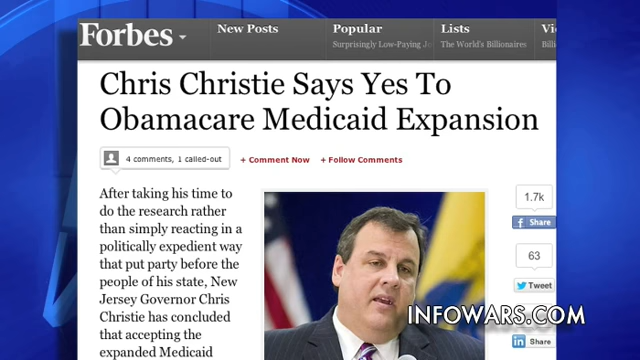 Forbes
New Posts
Popular
Lists
Surprisingly Low-Paying Jo
The World's Billionaires
Billi
Chris Christie Says Yes To
Obamacare Medicaid Expansion
4 comments, 1 called-out
+ Comment Now
+ Follow Comments
After taking his time to
do the research rather
than simply reacting in a
politically expedient way
that put party before the
people of his state, New
Jersey Governor Chris
Christie has concluded
that accepting the
expanded Medicaid
1.7k
f Share
63
Tweet
in Share
INFOWARS.COM